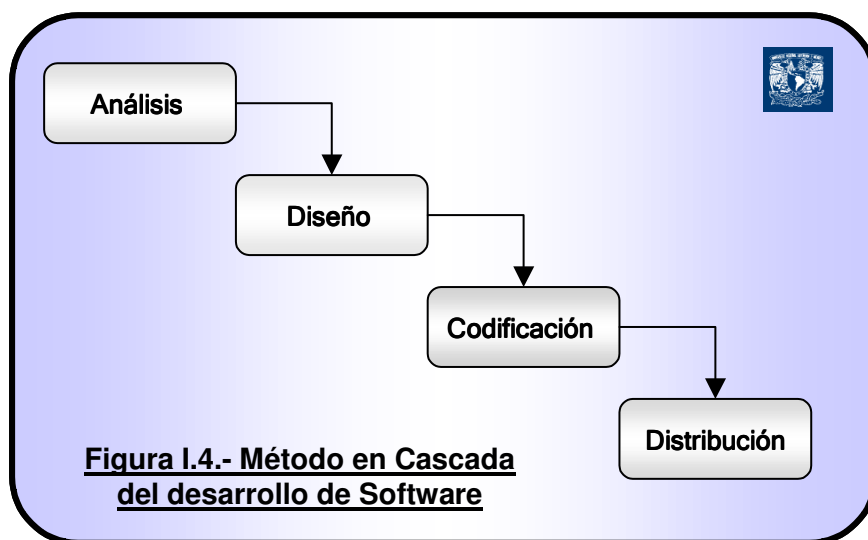 Análisis
Diseño
Codificación
Distribución
Figura I.4.- Método en Cascada
del desarrollo de Software